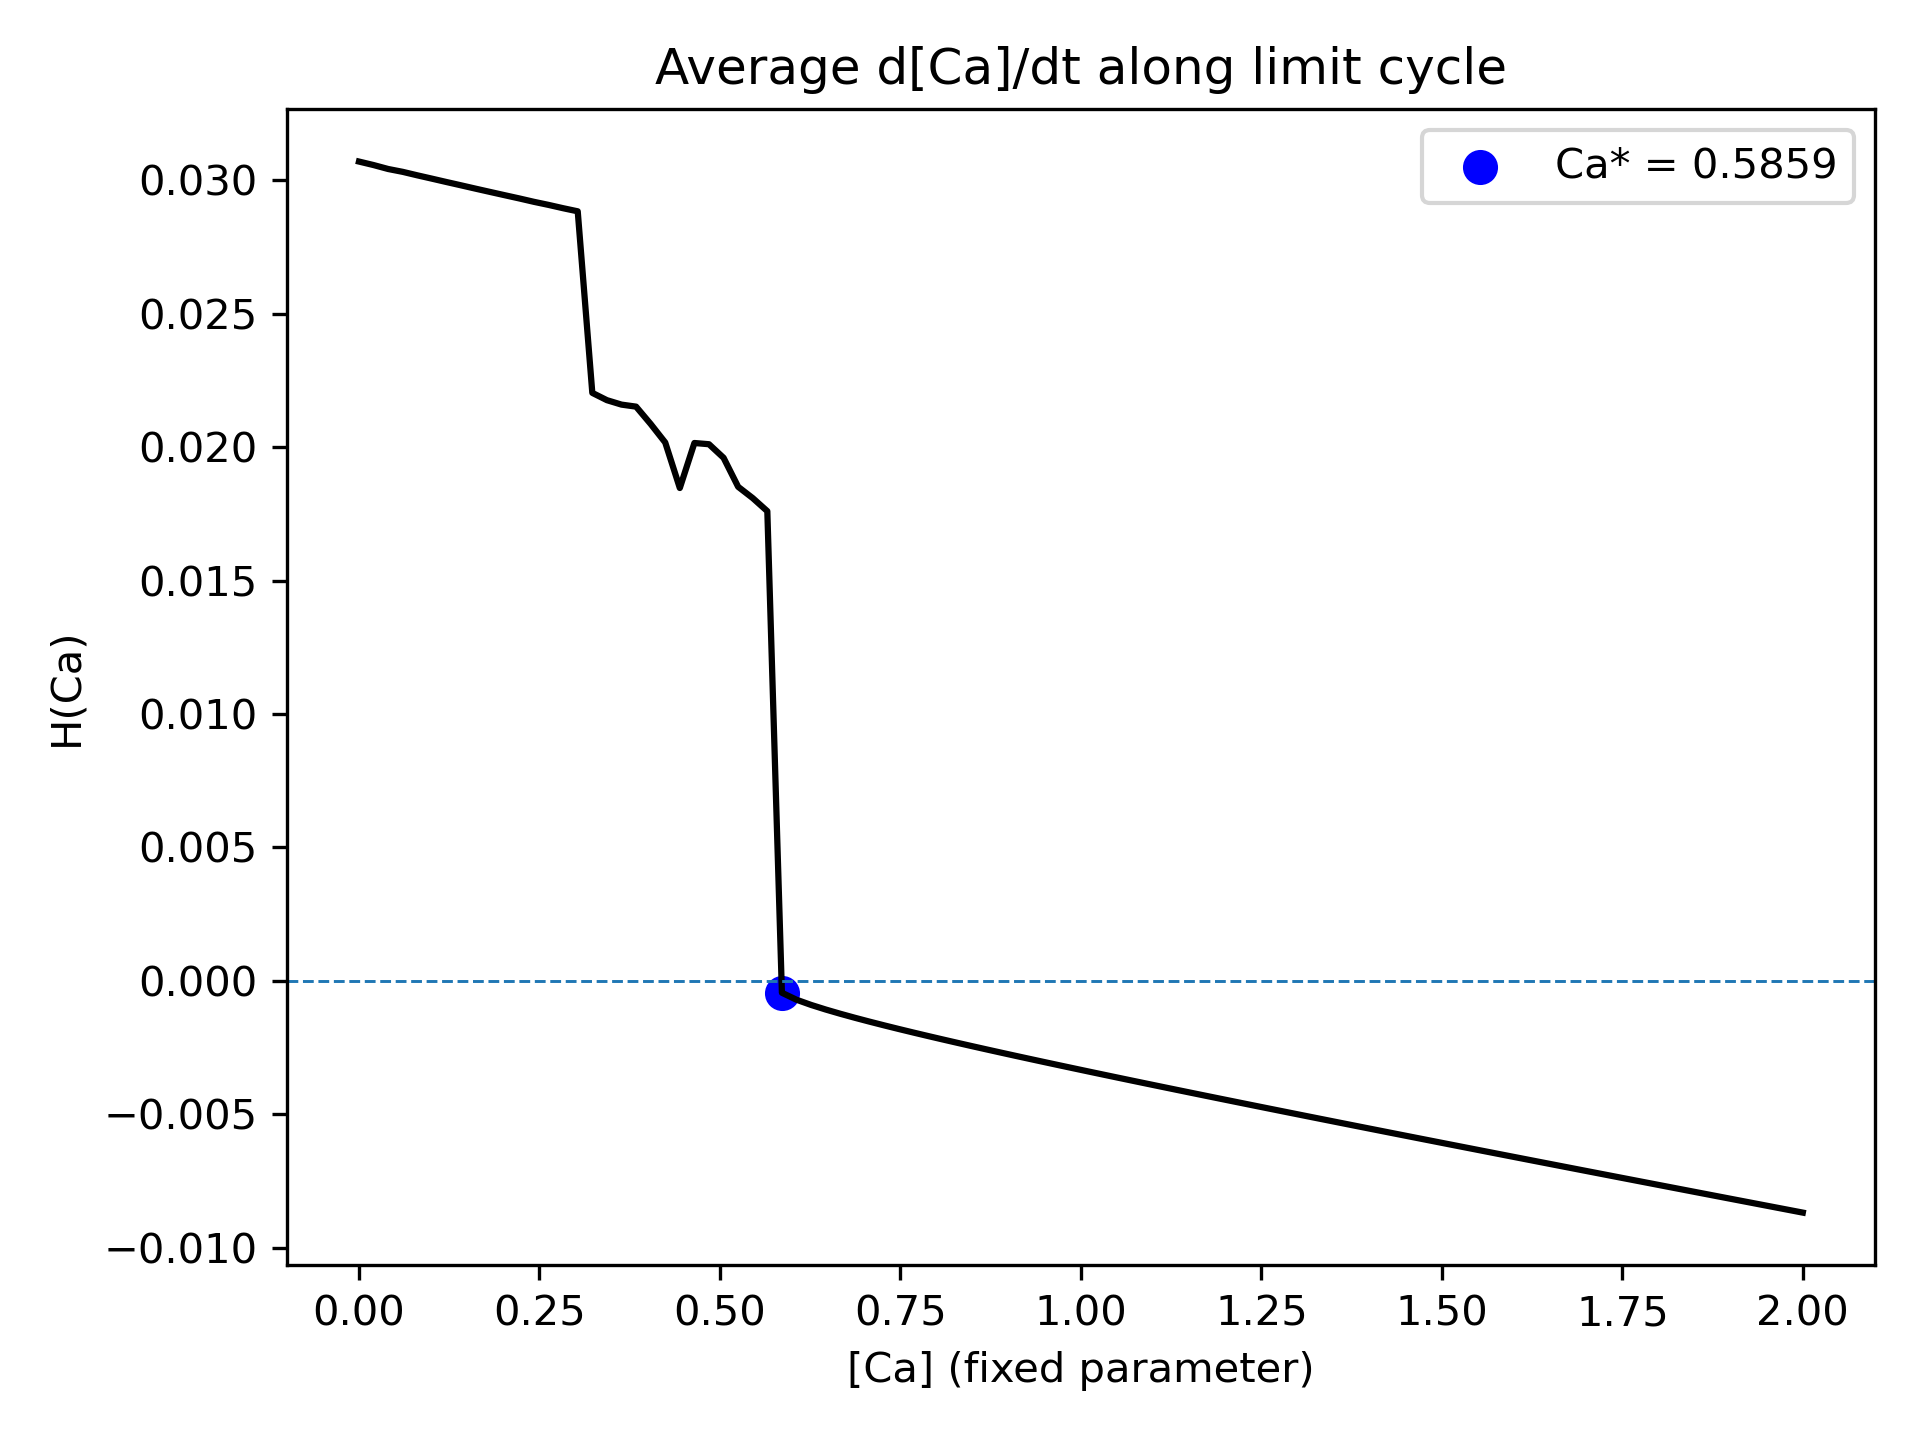 Average d[Ca]/dt along limit cycle
Ca* = 0.5859
0.030
0.025
0.020
0.015
0.010
0.005
0.000
−0.005
−0.010
H(Ca)
0.00 0.25 0.50 0.75 1.00 1.25 1.50 1.75 2.00
[Ca] (fixed parameter)